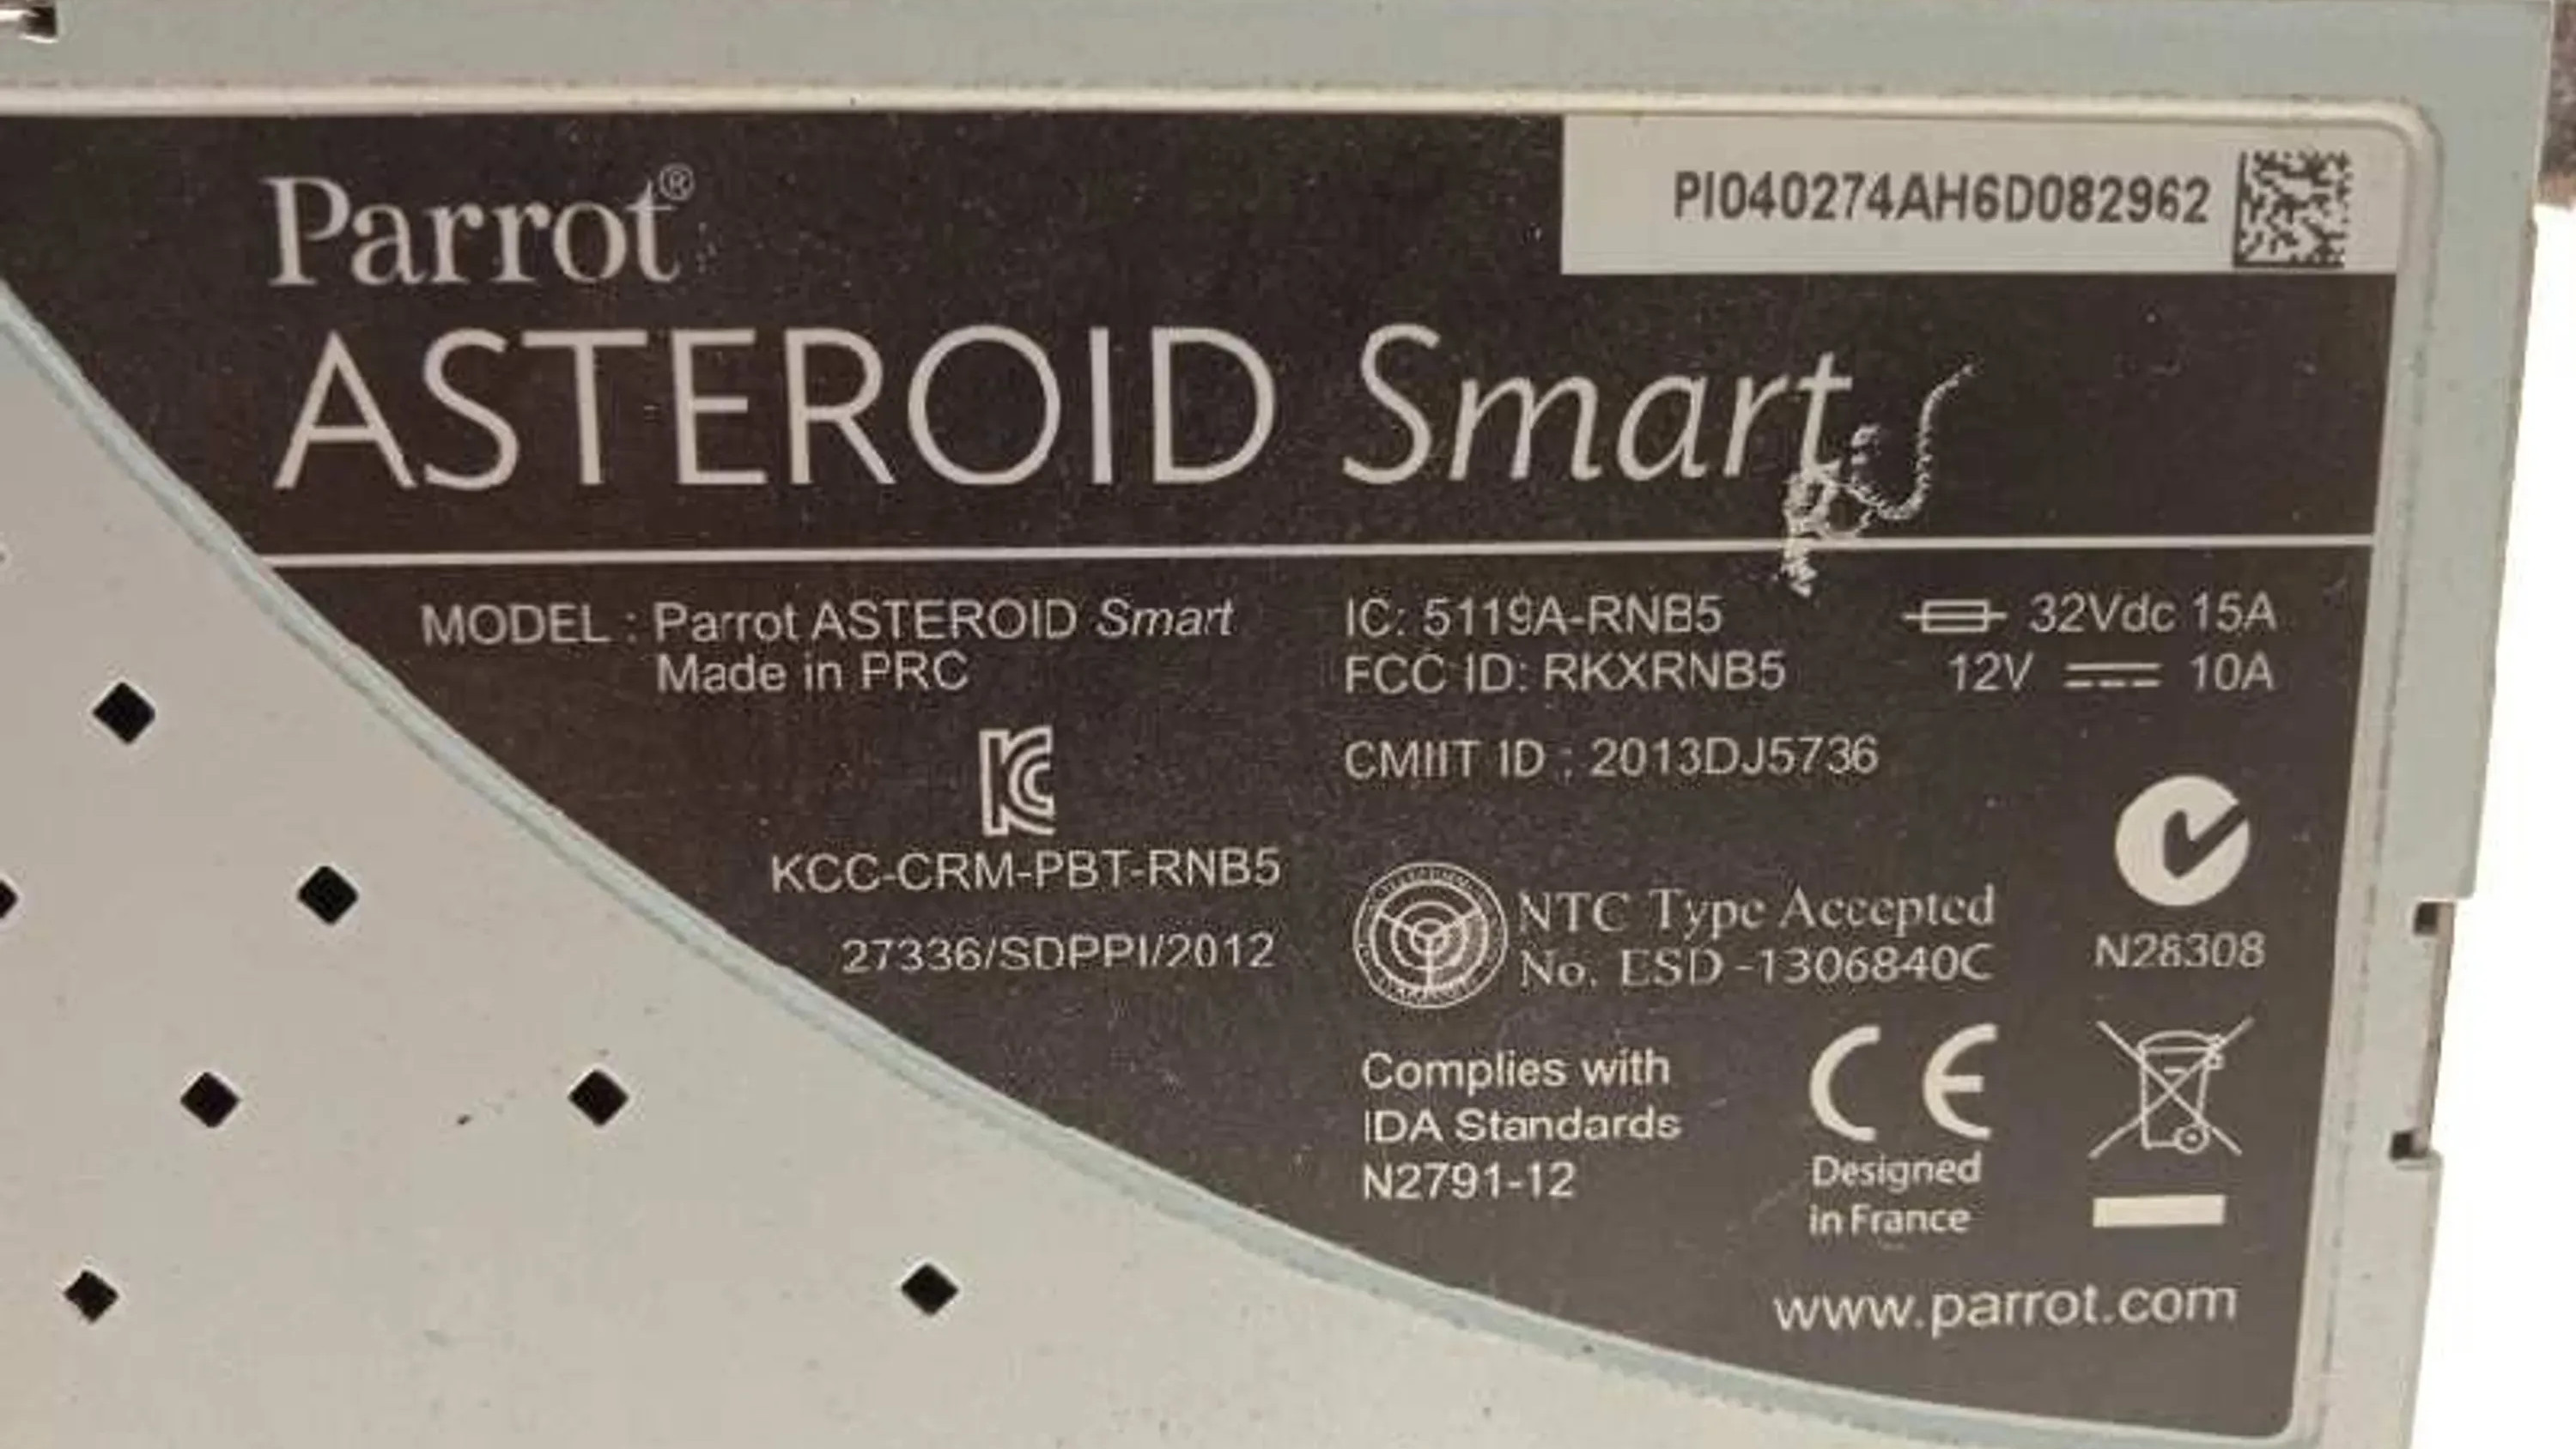 Parrot®
PI040274AH6D082962
ASTEROID Smart
MODEL : Parrot ASTEROID Smart
Made in PRC
IC: 5119A-RNB5
FCC ID: RKXRNB5
32Vdc 15A
12V 10A
CMIIT ID : 2013DJ5736
KCC-CRM-PBT-RNB5
27336/SDPPI/2012
NTC Type Accepted
No. ESD-1306840C
N28308
Complies with
IDA Standards
N2791-12
CE
Designed
in France
www.parrot.com